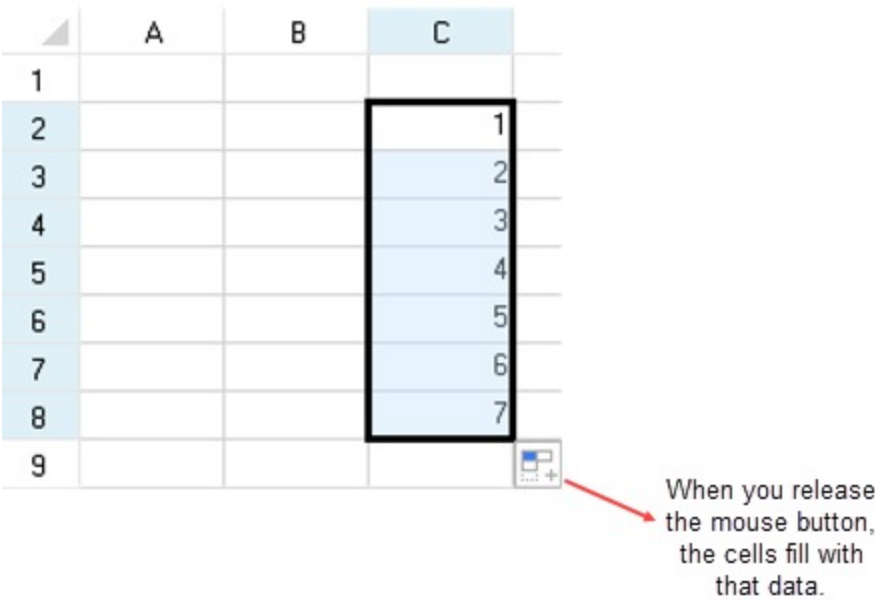 A B C
1
2 1
3 2
4 3
5 4
6 5
7 6
8 7
9
When you release
the mouse button,
the cells fill with
that data.